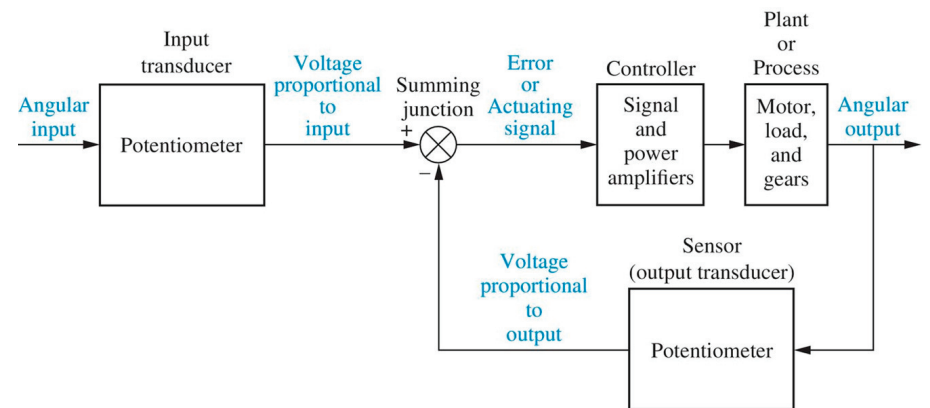 Input
transducer
Angular
input
Potentiometer
Voltage
proportional
to
input
Summing
junction
+
−
Error
or
Actuating
signal
Controller
Signal
and
power
amplifiers
Plant
or
Process
Motor,
load,
and
gears
Angular
output
Sensor
(output transducer)
Potentiometer
Voltage
proportional
to
output